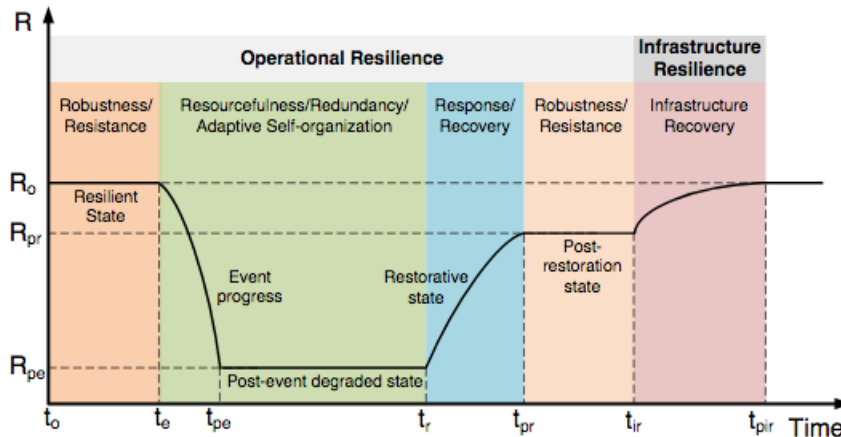 R
Operational Resilience
Infrastructure
Resilience
Robustness/
Resistance
Resourcefulness/Redundancy/
Adaptive Self-organization
Response/
Recovery
Robustness/
Resistance
Infrastructure
Recovery
Ro
Resilient
State
Rpr
Event
progress
Restorative
state
Post-
restoration
state
Rpe
Post-event degraded state
to
te
tpe
tr
tpr
tir
tpir
Time